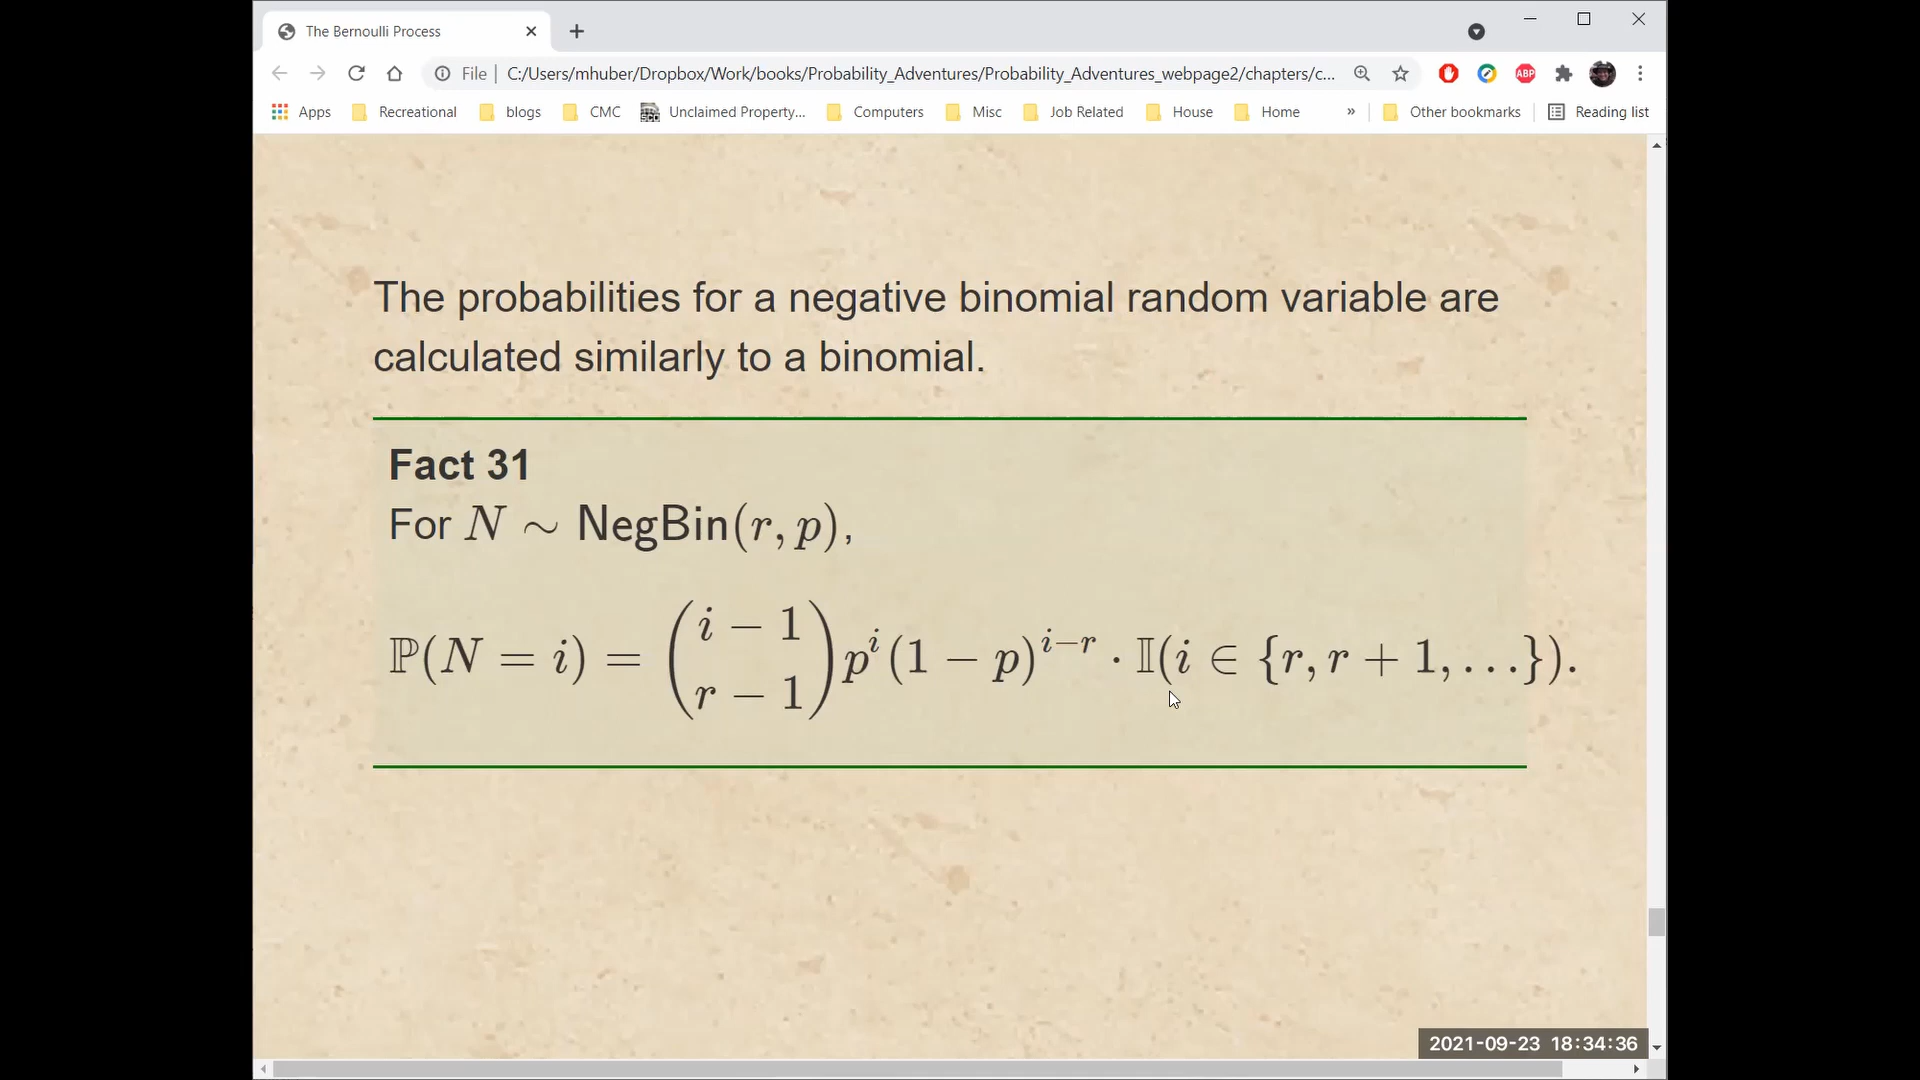 The Bernoulli Process
File
C:/Users/mhuber/Dropbox/Work/books/Probability_Adventures/Probability_Adventures_webpage2/chapters/c...
ABP
Apps Recreational blogs CMC Unclaimed Property... Computers Misc Job Related House Home » Other bookmarks Reading list
The probabilities for a negative binomial random variable are
calculated similarly to a binomial.
Fact 31
For N ∼ NegBin(r, p),
ℙ(N = i) = \binom{i − 1}{r − 1} p^i (1 − p)^{i−r} · 𝕀(i ∈ {r, r + 1, …}).
2021-09-23 18:34:36